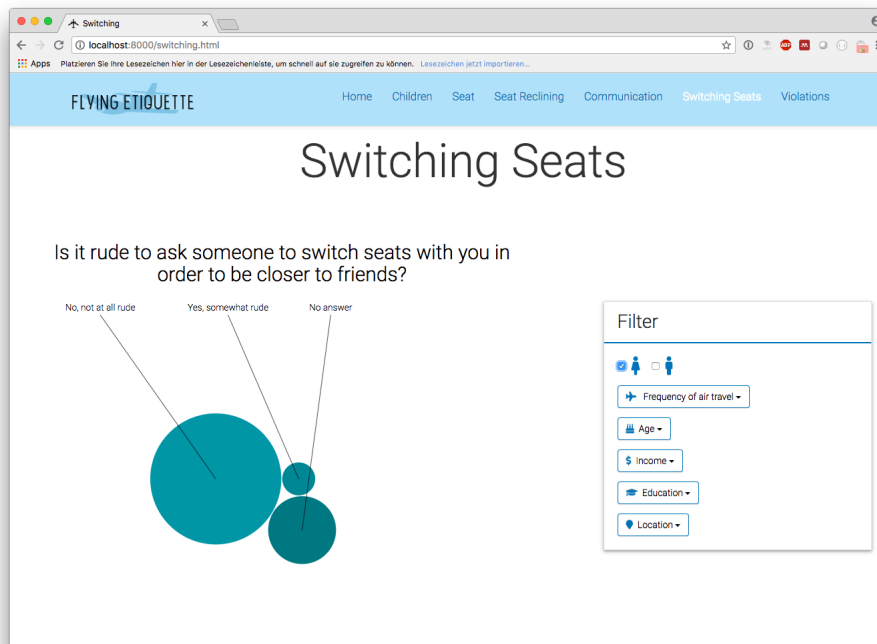 Switching
localhost:8000/switching.html
Apps Platzieren Sie Ihre Lesezeichen hier in der Lesezeichenleiste, um schnell auf sie zugreifen zu können. Lesezeichen jetzt importieren...
FLYING ETIQUETTE Home Children Seat Seat Reclining Communication Switching Seats Violations
Switching Seats
Is it rude to ask someone to switch seats with you in
order to be closer to friends?
No, not at all rude Yes, somewhat rude No answer
Filter
Frequency of air travel
Age
$ Income
Education
Location